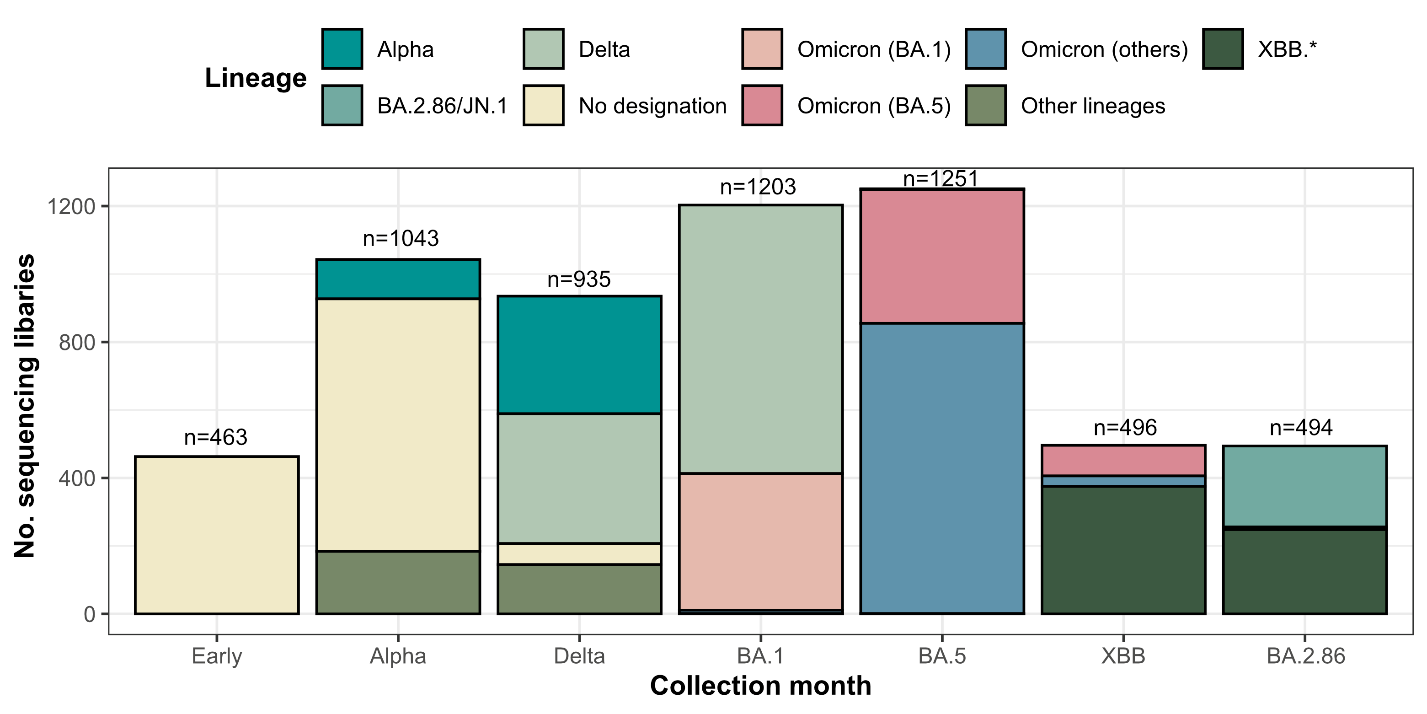 Lineage
Alpha
Delta
Omicron (BA.1)
Omicron (others)
XBB.*
BA.2.86/JN.1
No designation
Omicron (BA.5)
Other lineages
No. sequencing libaries
1200
800
400
0
n=463
n=1043
n=935
n=1203
n=1251
n=496
n=494
Early
Alpha
Delta
BA.1
BA.5
XBB
BA.2.86
Collection month